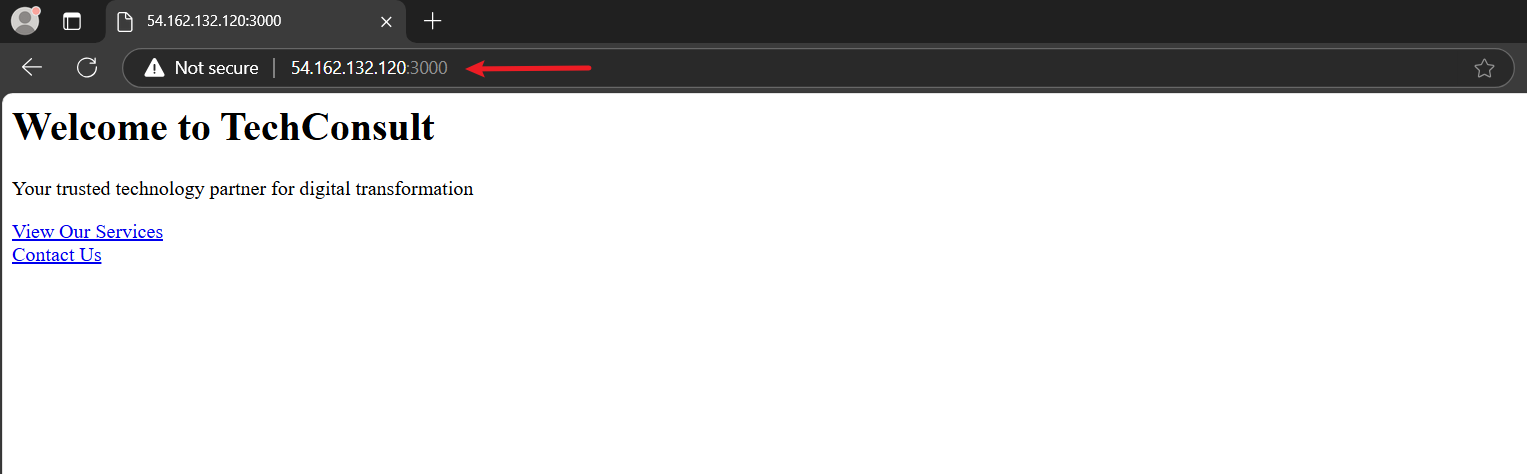 54.162.132.120:3000
Not secure 54.162.132.120:3000
Welcome to TechConsult
Your trusted technology partner for digital transformation
View Our Services
Contact Us